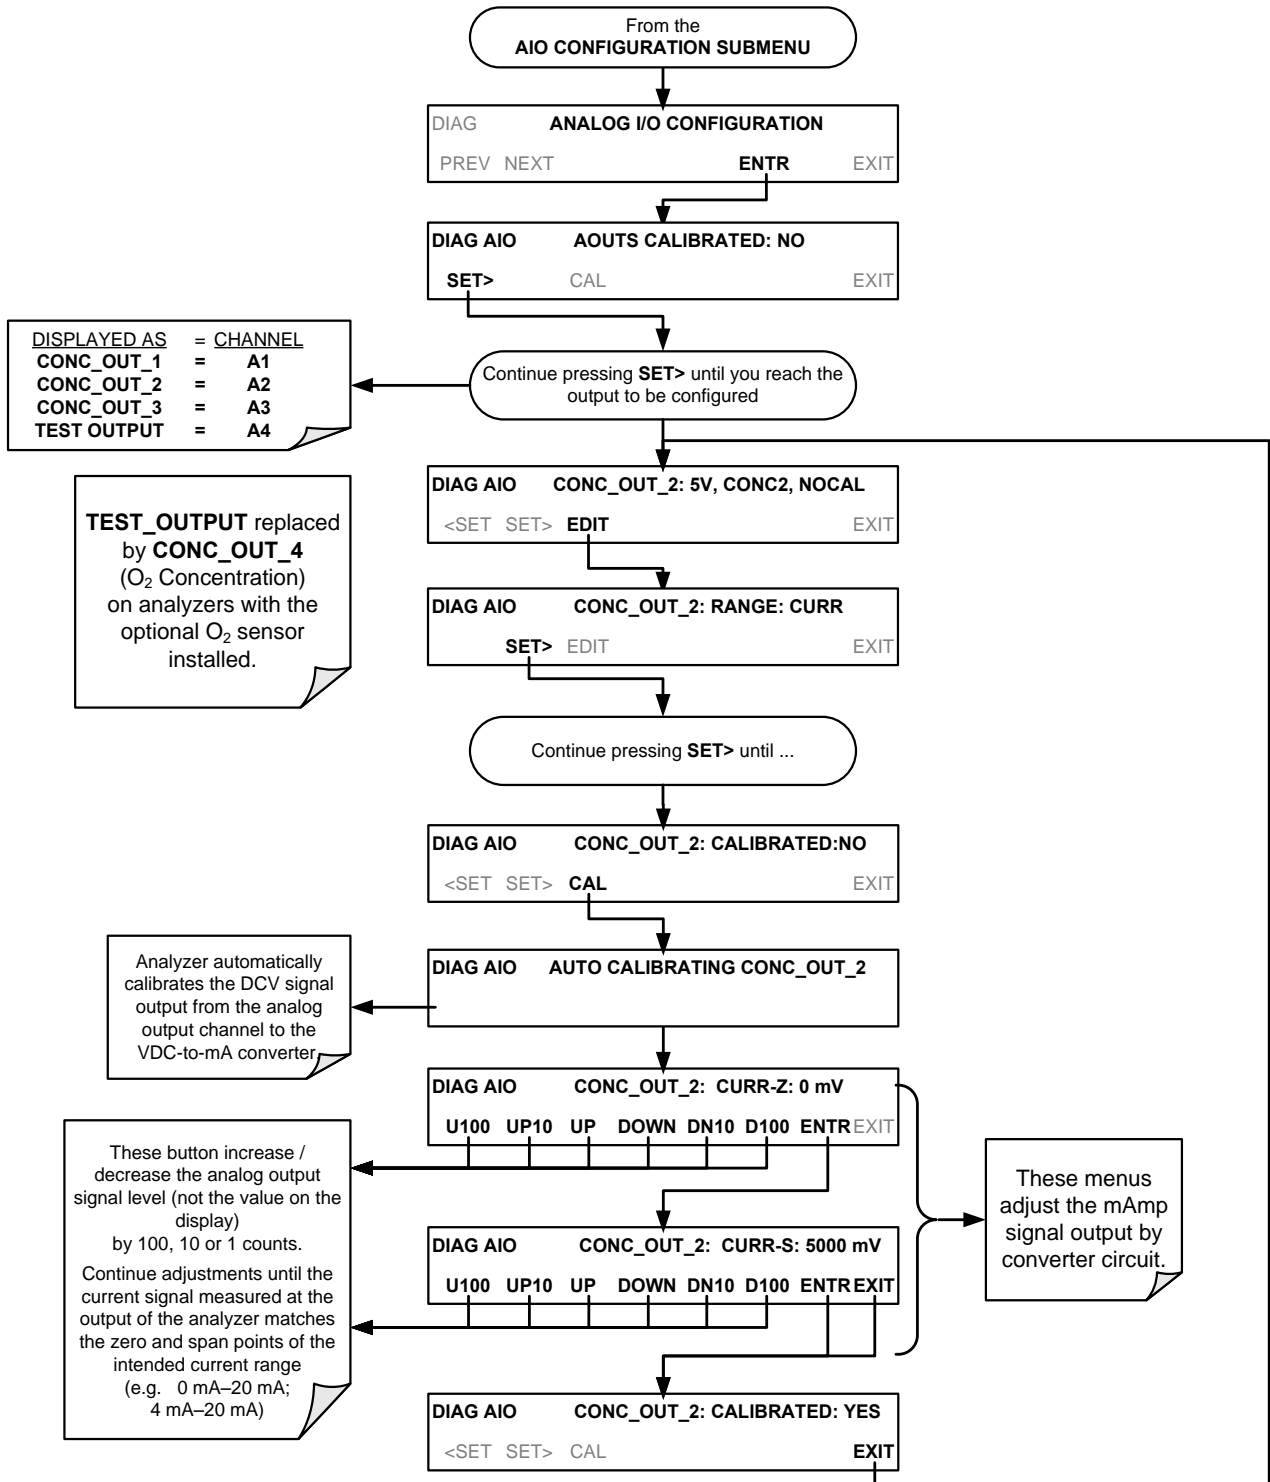 From the
AIO CONFIGURATION SUBMENU
DIAG ANALOG I/O CONFIGURATION
PREV NEXT ENTR EXIT
DIAG AIO AOUTS CALIBRATED: NO
SET> CAL EXIT
DISPLAYED AS = CHANNEL
CONC_OUT_1 = A1
CONC_OUT_2 = A2
CONC_OUT_3 = A3
TEST OUTPUT = A4
Continue pressing SET> until you reach the
output to be configured
TEST_OUTPUT replaced
by CONC_OUT_4
(O₂ Concentration)
on analyzers with the
optional O₂ sensor
installed.
DIAG AIO CONC_OUT_2: 5V, CONC2, NOCAL
<SET SET> EDIT EXIT
DIAG AIO CONC_OUT_2: RANGE: CURR
SET> EDIT EXIT
Continue pressing SET> until ...
DIAG AIO CONC_OUT_2: CALIBRATED:NO
<SET SET> CAL EXIT
Analyzer automatically
calibrates the DCV signal
output from the analog
output channel to the
VDC-to-mA converter.
DIAG AIO AUTO CALIBRATING CONC_OUT_2
DIAG AIO CONC_OUT_2: CURR-Z: 0 mV
U100 UP10 UP DOWN DN10 D100 ENTR EXIT
These button increase /
decrease the analog output
signal level (not the value on the
display)
by 100, 10 or 1 counts.
Continue adjustments until the
current signal measured at the
output of the analyzer matches
the zero and span points of the
intended current range
(e.g. 0 mA–20 mA;
4 mA–20 mA)
DIAG AIO CONC_OUT_2: CURR-S: 5000 mV
U100 UP10 UP DOWN DN10 D100 ENTR EXIT
These menus
adjust the mAmp
signal output by
converter circuit.
DIAG AIO CONC_OUT_2: CALIBRATED: YES
<SET SET> CAL EXIT